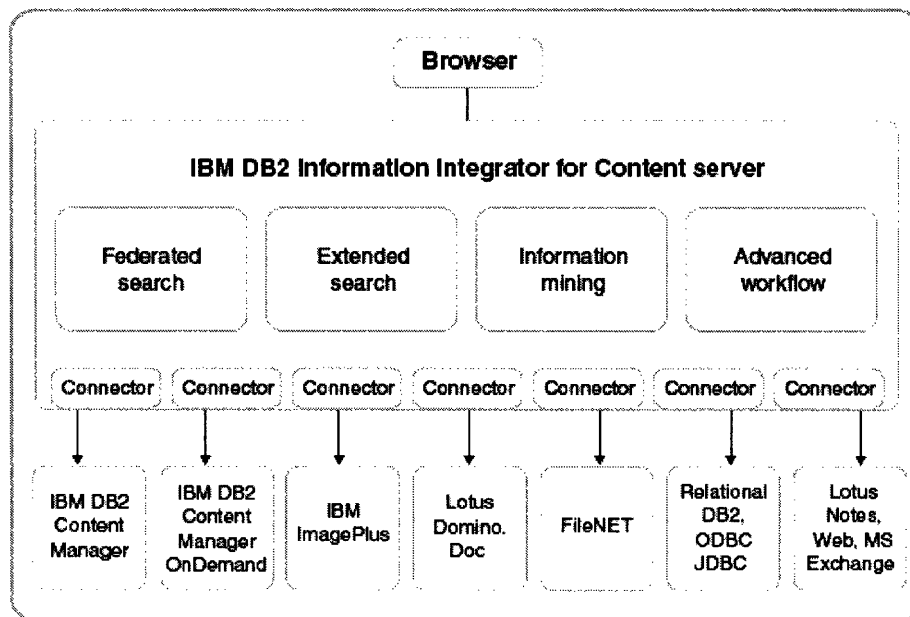 Browser
IBM DB2 Information Integrator for Content server
Federated
search
Extended
search
Information
mining
Advanced
workflow
Connector
Connector
Connector
Connector
Connector
Connector
Connector
IBM DB2
Content
Manager
IBM DB2
Content
Manager
OnDemand
IBM
ImagePlus
Lotus
Domino.
Doc
FileNET
Relational
DB2,
ODBC
JDBC
Lotus
Notes,
Web, MS
Exchange